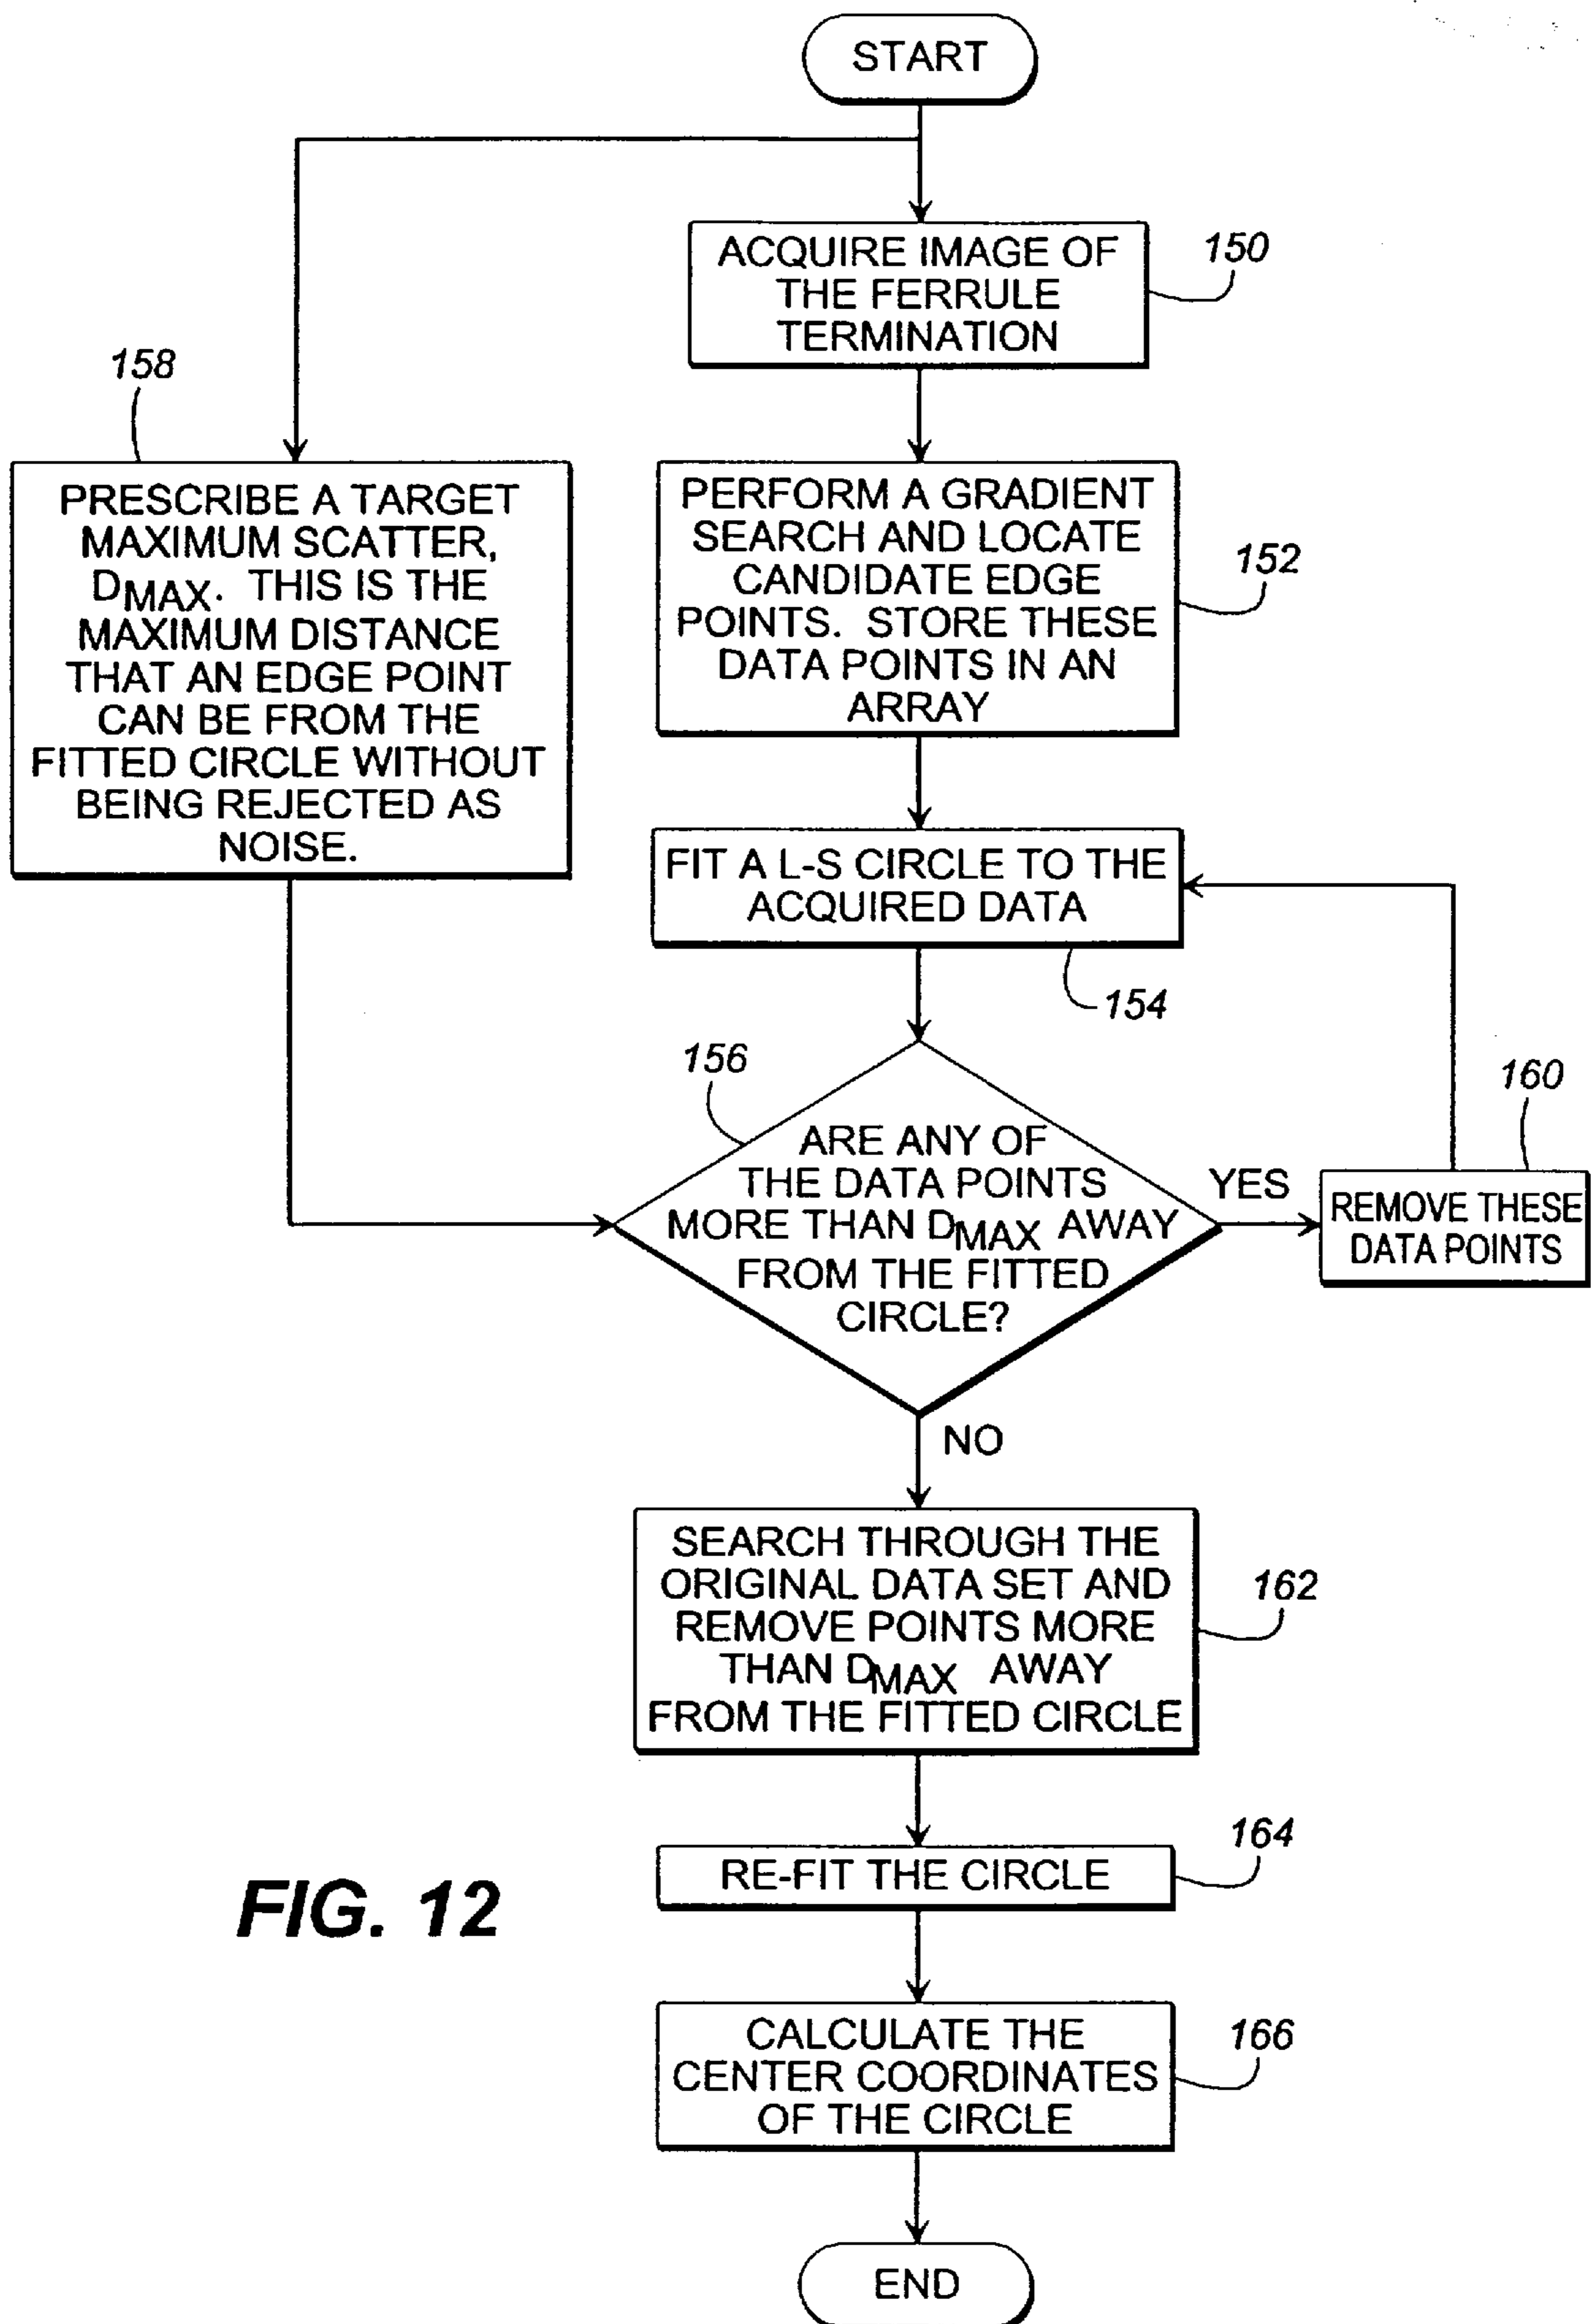 START
ACQUIRE IMAGE OF
THE FERRULE
TERMINATION
150
158
PRESCRIBE A TARGET
MAXIMUM SCATTER,
DMAX. THIS IS THE
MAXIMUM DISTANCE
THAT AN EDGE POINT
CAN BE FROM THE
FITTED CIRCLE WITHOUT
BEING REJECTED AS
NOISE.
PERFORM A GRADIENT
SEARCH AND LOCATE
CANDIDATE EDGE
POINTS. STORE THESE
DATA POINTS IN AN
ARRAY
152
FIT A L-S CIRCLE TO THE
ACQUIRED DATA
154
156
ARE ANY OF
THE DATA POINTS
MORE THAN DMAX AWAY
FROM THE FITTED
CIRCLE?
YES
160
REMOVE THESE
DATA POINTS
NO
SEARCH THROUGH THE
ORIGINAL DATA SET AND
REMOVE POINTS MORE
THAN DMAX AWAY
FROM THE FITTED CIRCLE
162
RE-FIT THE CIRCLE
164
FIG. 12
CALCULATE THE
CENTER COORDINATES
OF THE CIRCLE
166
END